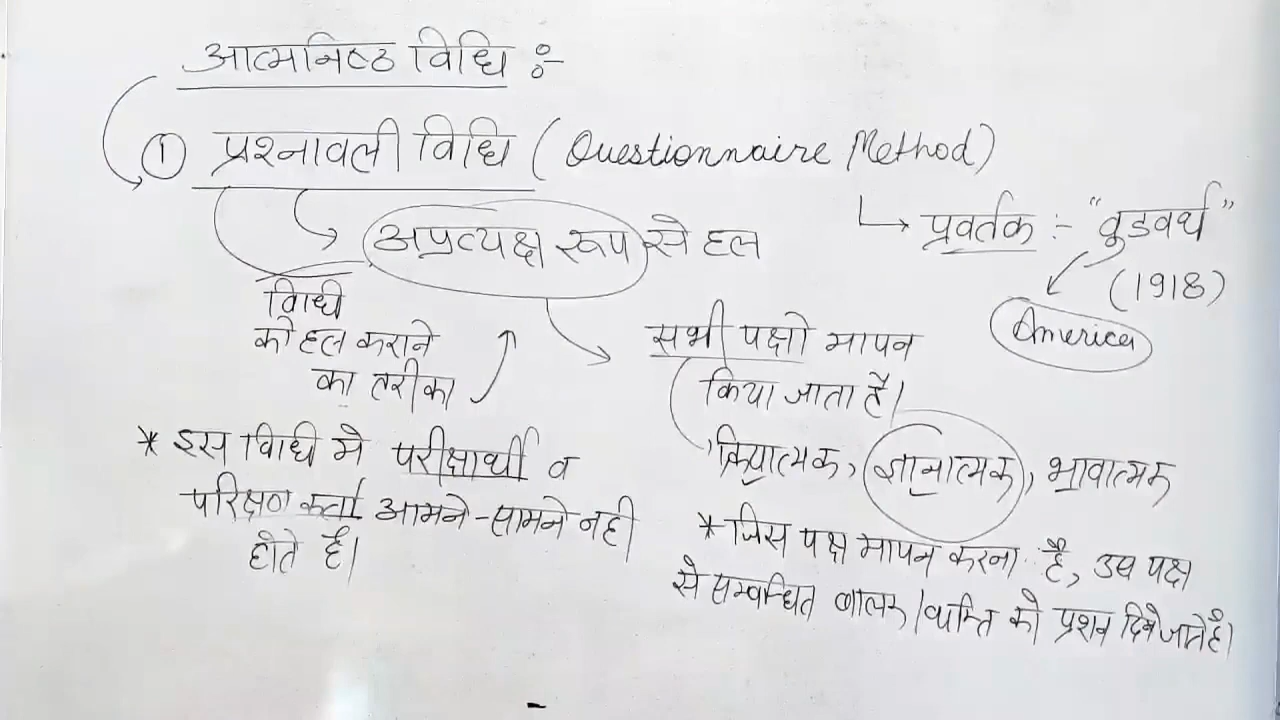 आत्मनिष्ठ विधि :-
① प्रश्नावली विधि (Questionnaire Method)
प्रवर्तक :- "वुडवर्थ"
(1918)
America
अप्रत्यक्ष रूप से हल
विाधी
को हल कराने
का तरीका
सभी पक्षो मापन
किया जाता है।
क्रियात्मक, ज्ञानात्मक, भावात्मक
* इस विाधी मे परीक्षार्थी व
परिक्षण कर्ता आमने-सामने नही
होते है।
* जिस पक्ष मापन करना है, उस पक्ष
से सम्बन्धित बालक/व्यक्ति को प्रशन दिये जाते है।